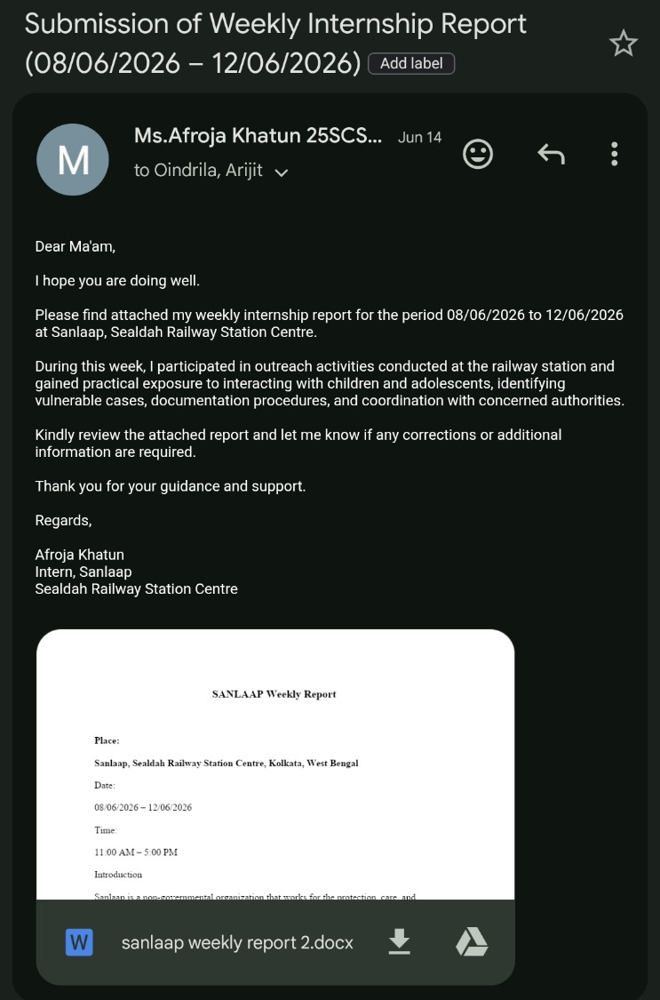 Submission of Weekly Internship Report
(08/06/2026 – 12/06/2026) Add label
M
Ms.Afroja Khatun 25SCS... Jun 14
to Oindrila, Arijit
Dear Ma'am,
I hope you are doing well.
Please find attached my weekly internship report for the period 08/06/2026 to 12/06/2026
at Sanlaap, Sealdah Railway Station Centre.
During this week, I participated in outreach activities conducted at the railway station and
gained practical exposure to interacting with children and adolescents, identifying
vulnerable cases, documentation procedures, and coordination with concerned authorities.
Kindly review the attached report and let me know if any corrections or additional
information are required.
Thank you for your guidance and support.
Regards,
Afroja Khatun
Intern, Sanlaap
Sealdah Railway Station Centre
SANLAAP Weekly Report
Place:
Sanlaap, Sealdah Railway Station Centre, Kolkata, West Bengal
Date:
08/06/2026 – 12/06/2026
Time:
11:00 AM – 5:00 PM
Introduction
Sanlaap is a non-governmental organization that works for the protection, care, and
W sanlaap weekly report 2.docx